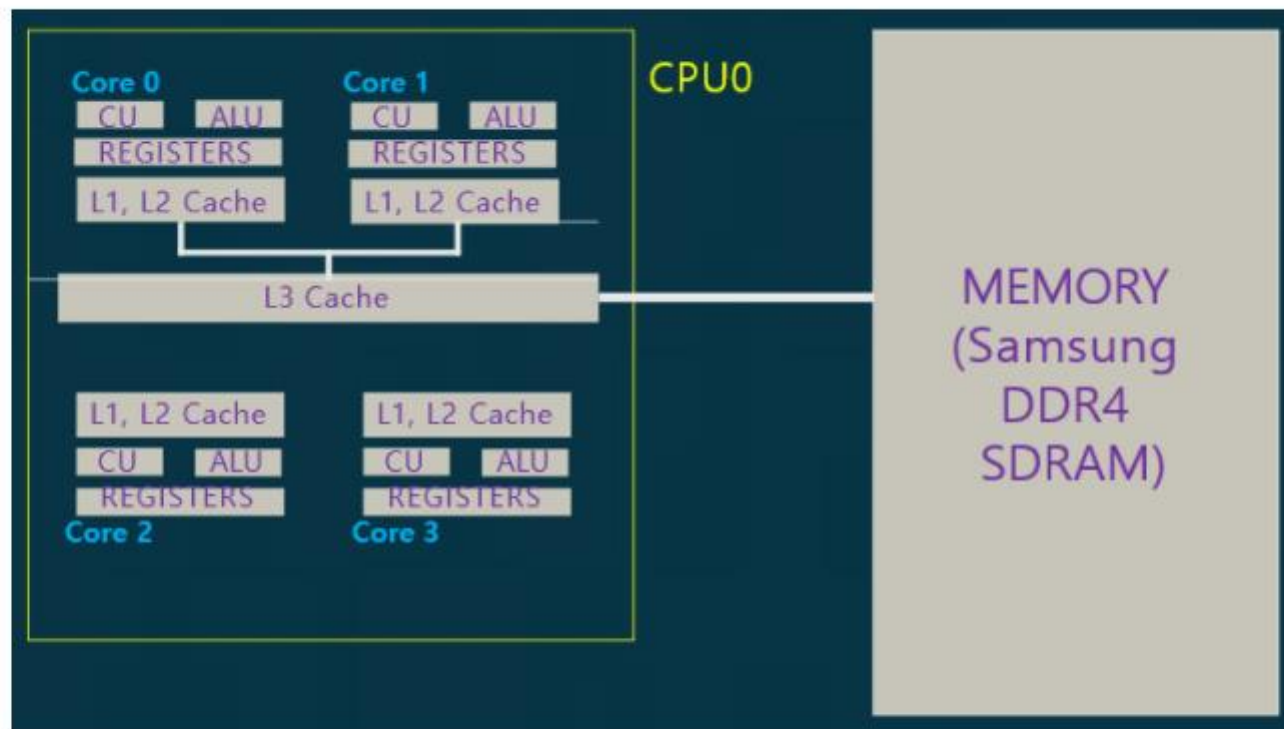 Core 0
Core 1
CPU0
CU
ALU
CU
ALU
REGISTERS
REGISTERS
L1, L2 Cache
L1, L2 Cache
L3 Cache
MEMORY
(Samsung
DDR4
SDRAM)
L1, L2 Cache
L1, L2 Cache
CU
ALU
CU
ALU
REGISTERS
REGISTERS
Core 2
Core 3